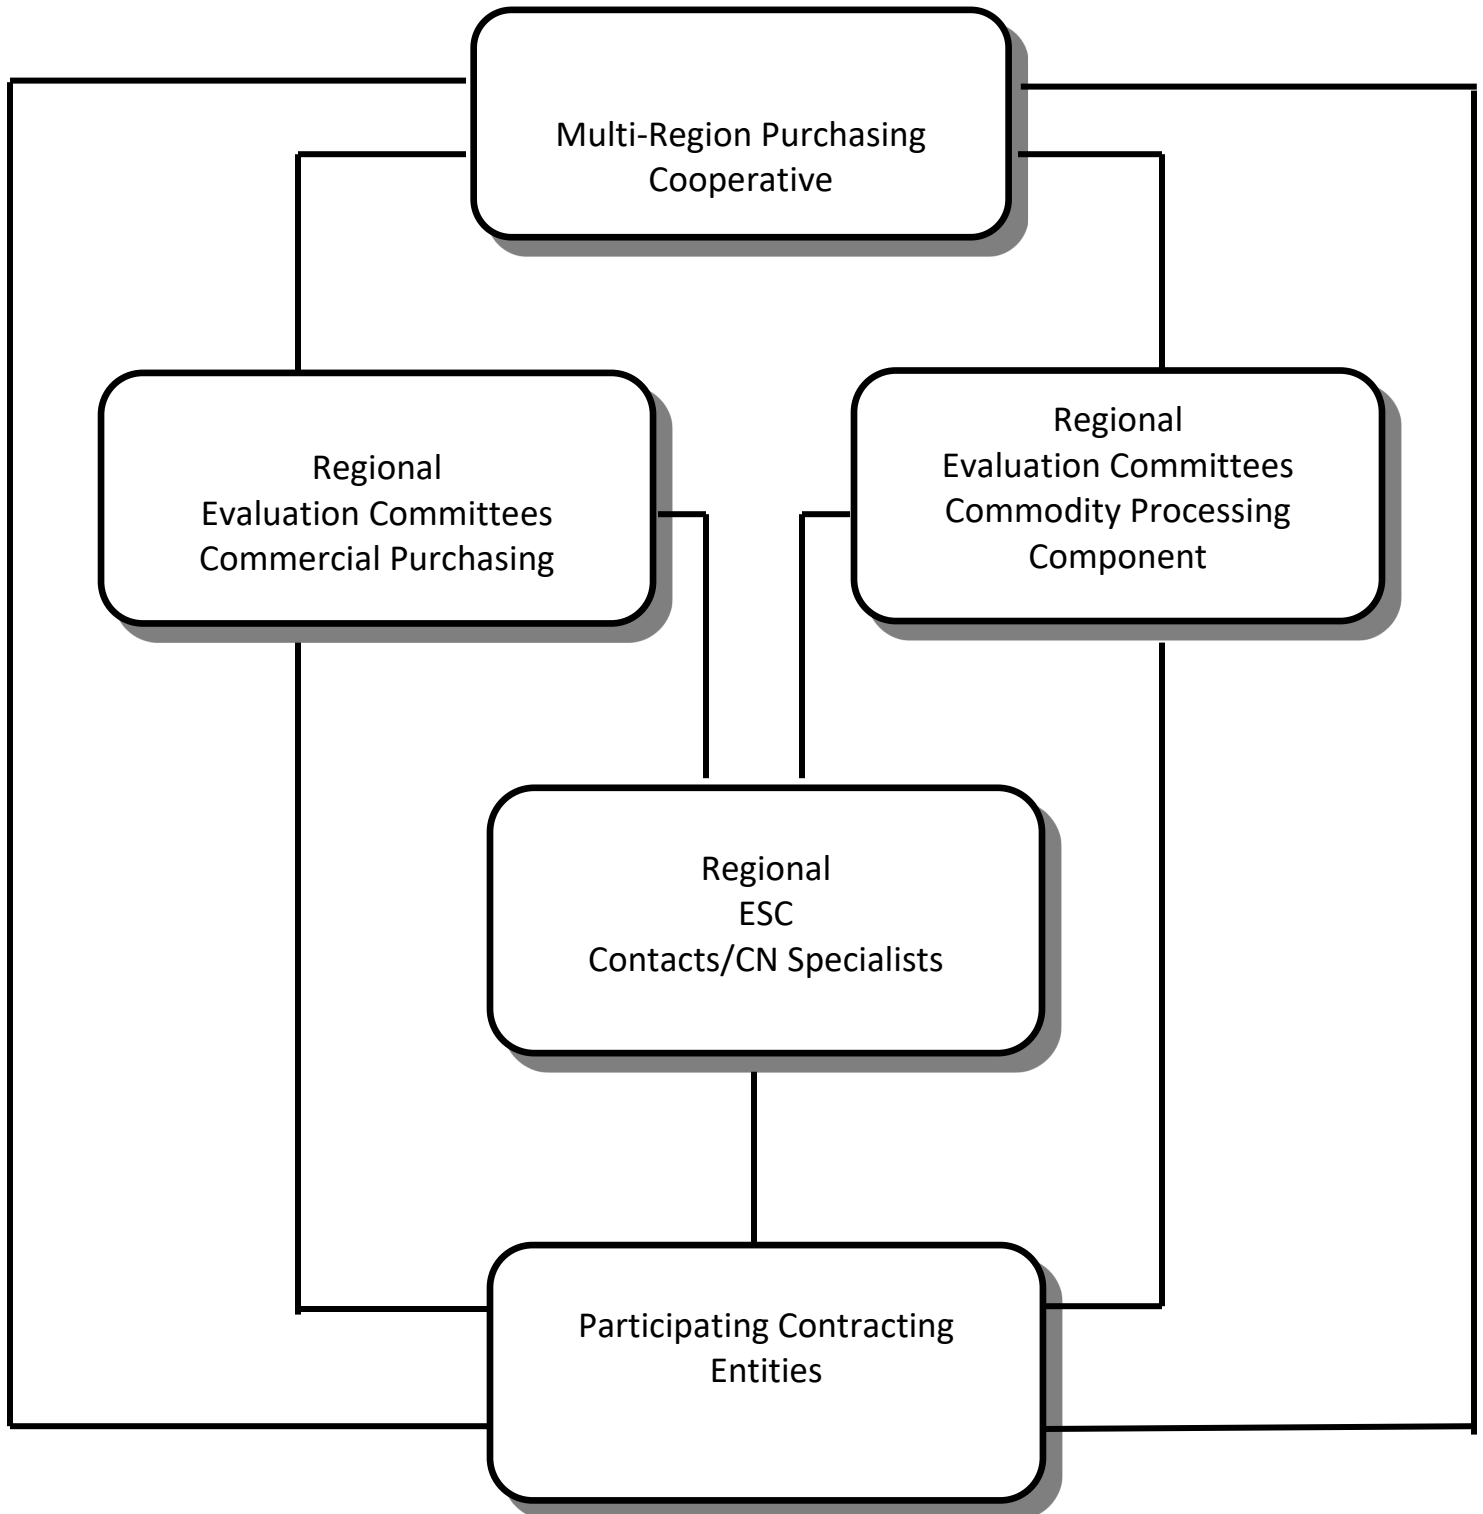 Multi-Region Purchasing
Cooperative
Regional
Evaluation Committees
Commercial Purchasing
Regional
Evaluation Committees
Commodity Processing
Component
Regional
ESC
Contacts/CN Specialists
Participating Contracting
Entities